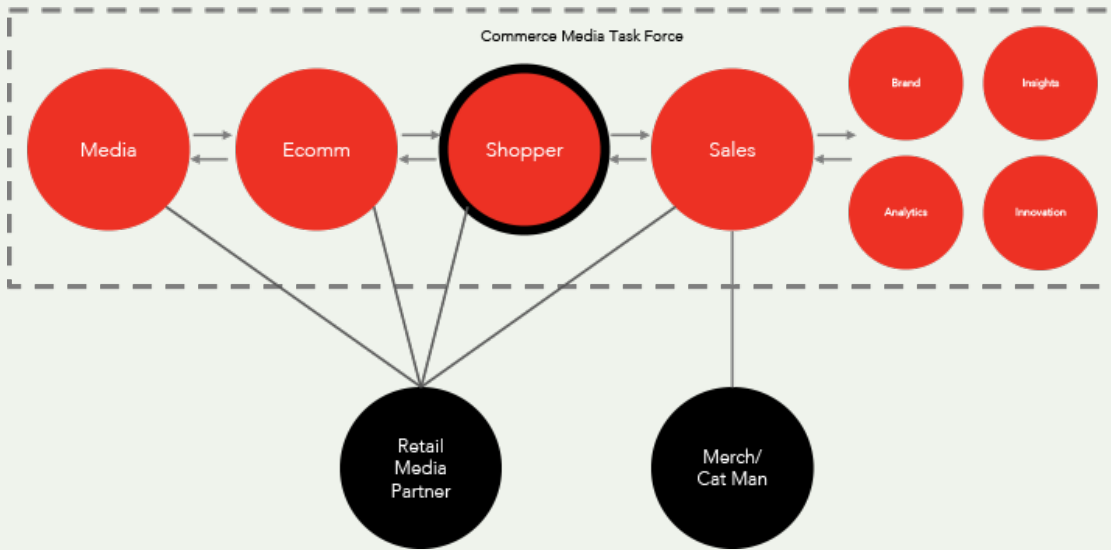 Commerce Media Task Force
Media
Ecomm
Shopper
Sales
Brand
Insights
Analytics
Innovation
Retail
Media
Partner
Merch/
Cat Man